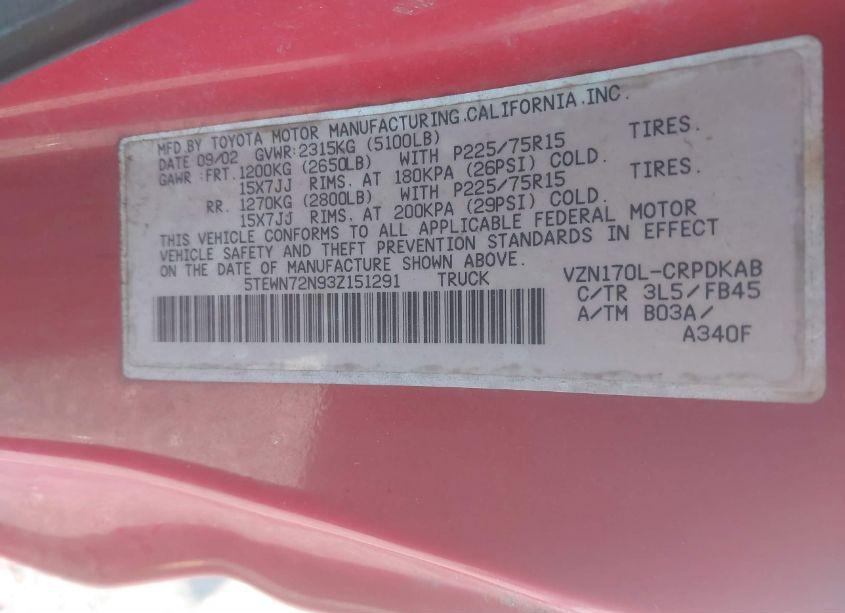 MFD.BY TOYOTA MOTOR MANUFACTURING.CALIFORNIA.INC.
DATE 09/02 GVWR:2315KG (5100LB)
GAWR :FRT.1200KG (2650LB) WITH P225/75R15 TIRES.
15X7JJ RIMS. AT 180KPA (26PSI) COLD.
RR. 1270KG (2800LB) WITH P225/75R15 TIRES.
15X7JJ RIMS. AT 200KPA (29PSI) COLD.
THIS VEHICLE CONFORMS TO ALL APPLICABLE FEDERAL MOTOR
VEHICLE SAFETY AND THEFT PREVENTION STANDARDS IN EFFECT
ON THE DATE OF MANUFACTURE SHOWN ABOVE.
5TEWN72N93Z151291 TRUCK
VZN170L-CRPDKAB
C/TR 3L5/FB45
A/TM B03A/
A340F